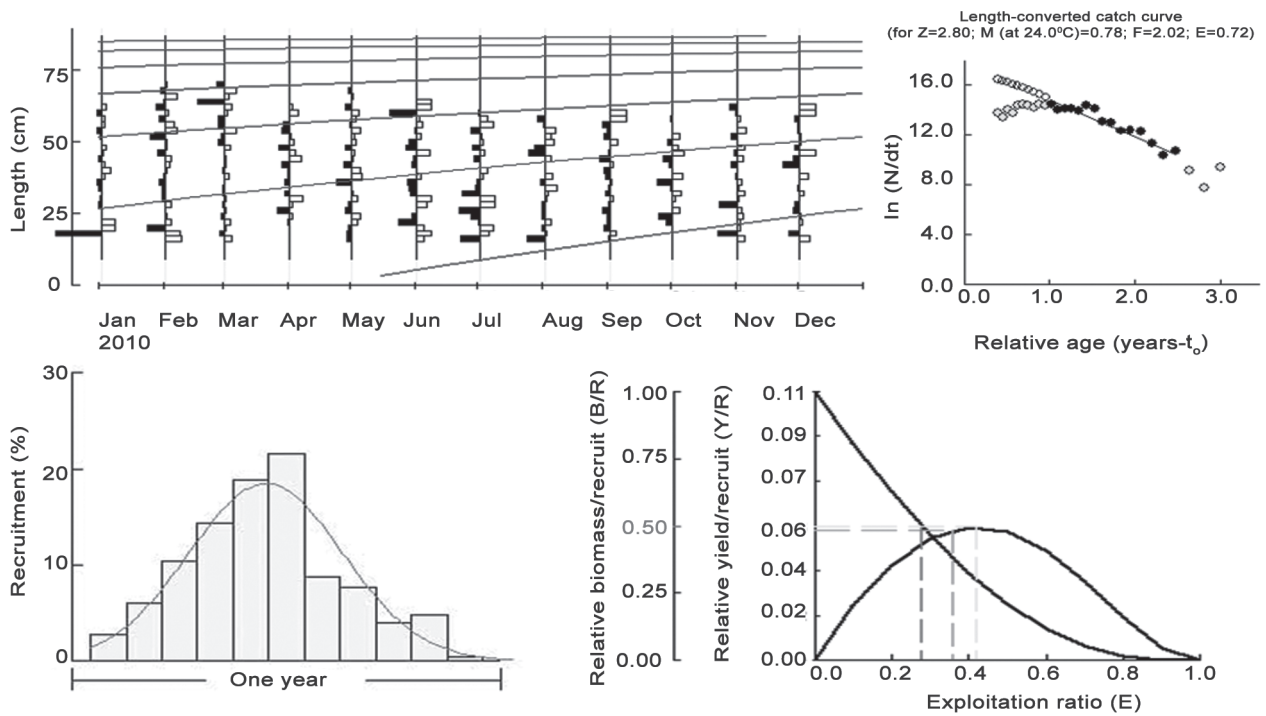 Length (cm)
75
50
25
0
Jan Feb Mar Apr May Jun Jul Aug Sep Oct Nov Dec
2010
Length-converted catch curve
(for Z=2.80; M (at 24.0ºC)=0.78; F=2.02; E=0.72)
ln (N/dt)
16.0
12.0
8.0
4.0
0.0
0.0 1.0 2.0 3.0
Relative age (years-to)
Recruitment (%)
30
20
10
0
One year
Relative biomass/recruit (B/R)
1.00
0.75
0.50
0.25
0.00
Relative yield/recruit (Y/R)
0.11
0.09
0.07
0.06
0.04
0.02
0.00
0.0 0.2 0.4 0.6 0.8 1.0
Exploitation ratio (E)